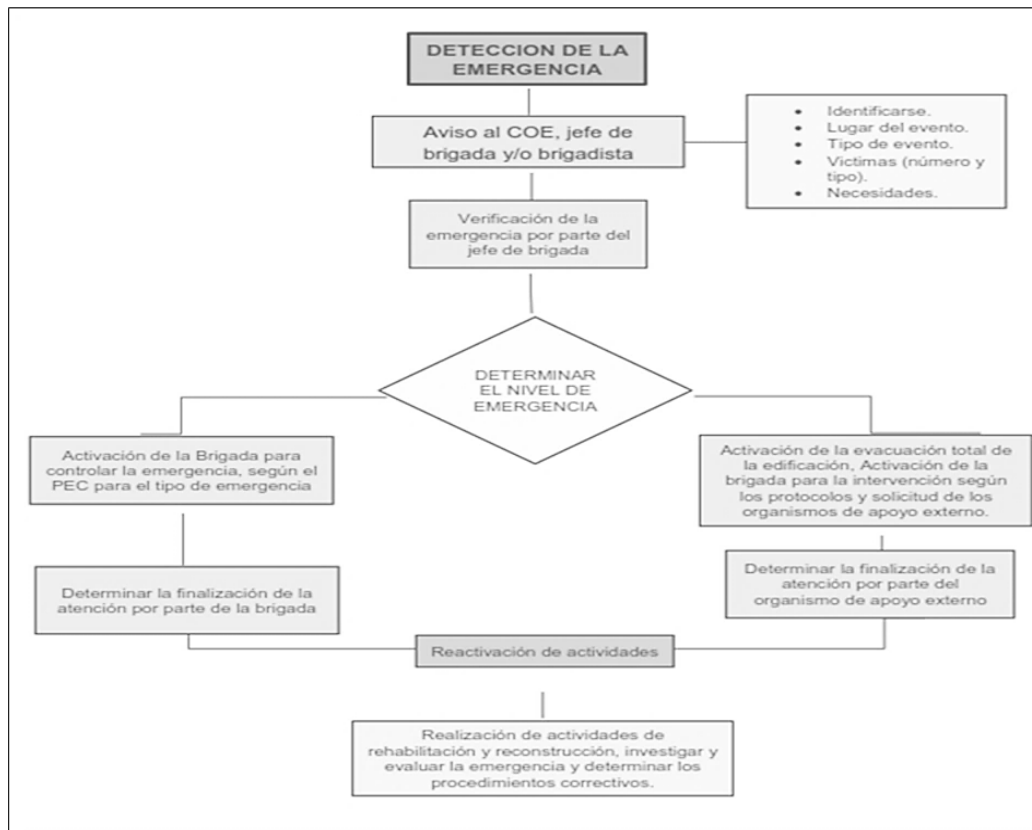 DETECCION DE LA
EMERGENCIA
Aviso al COE, jefe de
brigada y/o brigadista
• Identificarse.
• Lugar del evento.
• Tipo de evento.
• Victimas (número y
tipo).
• Necesidades.
Verificación de la
emergencia por parte del
jefe de brigada
DETERMINAR
EL NIVEL DE
EMERGENCIA
Activación de la Brigada para
controlar la emergencia, según el
PEC para el tipo de emergencia
Activación de la evacuación total de
la edificación, Activación de la
brigada para la intervención según
los protocolos y solicitud de los
organismos de apoyo externo.
Determinar la finalización de la
atención por parte de la brigada
Determinar la finalización de la
atención por parte del
organismo de apoyo externo
Reactivación de actividades
Realización de actividades de
rehabilitación y reconstrucción, investigar y
evaluar la emergencia y determinar los
procedimientos correctivos.